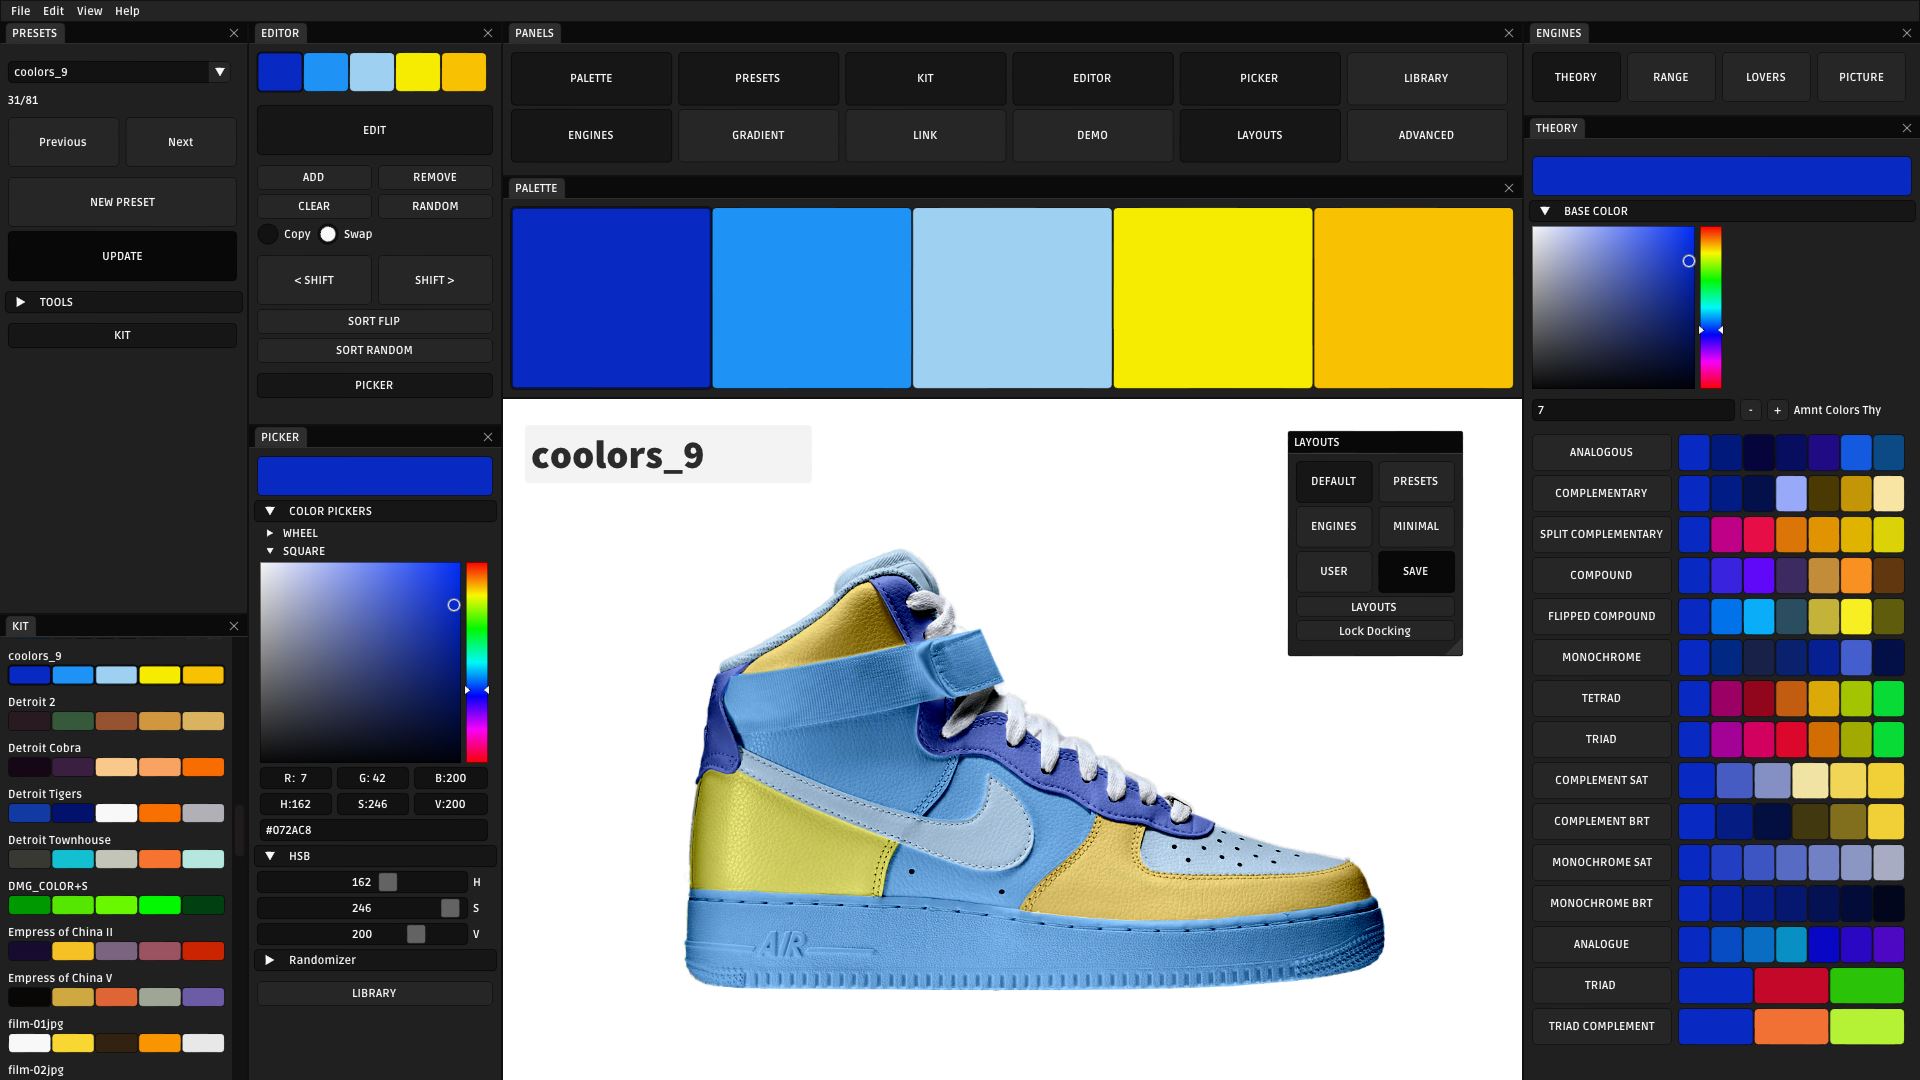 File Edit View Help
PRESETS
coolors_9
31/81
Previous Next
NEW PRESET
UPDATE
TOOLS
KIT
KIT
coolors_9
Detroit 2
Detroit Cobra
Detroit Tigers
Detroit Townhouse
DMG_COLOR+S
Empress of China II
Empress of China V
film-01jpg
film-02jpg
EDITOR
EDIT
ADD REMOVE
CLEAR RANDOM
Copy Swap
< SHIFT SHIFT >
SORT FLIP
SORT RANDOM
PICKER
PICKER
COLOR PICKERS
WHEEL
SQUARE
R: 7 G: 42 B:200
H:162 S:246 V:200
#072AC8
HSB
162 H
246 S
200 V
Randomizer
LIBRARY
PANELS
PALETTE PRESETS KIT EDITOR PICKER LIBRARY
ENGINES GRADIENT LINK DEMO LAYOUTS ADVANCED
PALETTE
coolors_9
LAYOUTS
DEFAULT PRESETS
ENGINES MINIMAL
USER SAVE
LAYOUTS
Lock Docking
AIR
ENGINES
THEORY RANGE LOVERS PICTURE
THEORY
BASE COLOR
7 - + Amnt Colors Thy
ANALOGOUS
COMPLEMENTARY
SPLIT COMPLEMENTARY
COMPOUND
FLIPPED COMPOUND
MONOCHROME
TETRAD
TRIAD
COMPLEMENT SAT
COMPLEMENT BRT
MONOCHROME SAT
MONOCHROME BRT
ANALOGUE
TRIAD
TRIAD COMPLEMENT